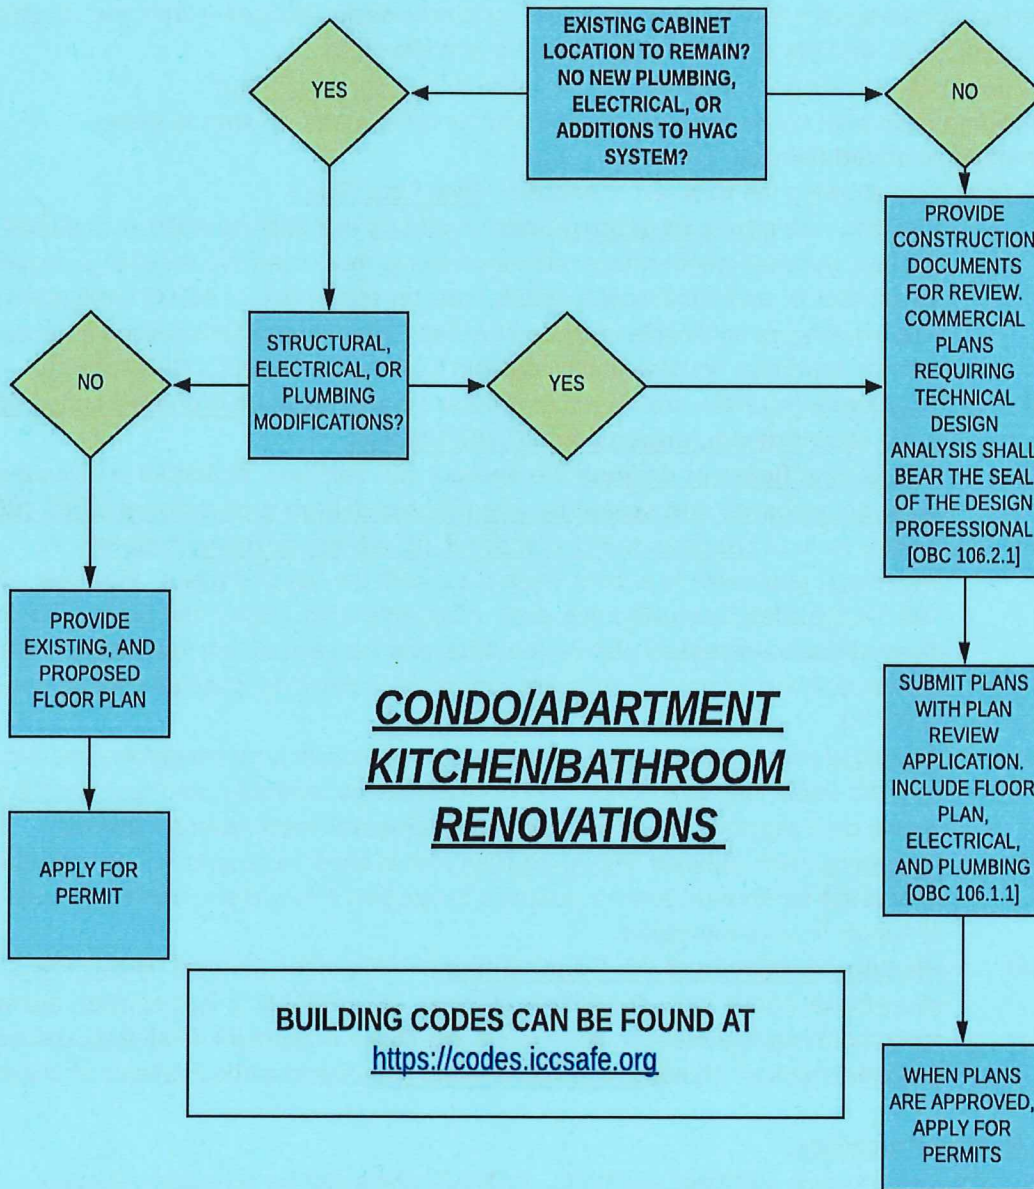 EXISTING CABINET
LOCATION TO REMAIN?
NO NEW PLUMBING,
ELECTRICAL, OR
ADDITIONS TO HVAC
SYSTEM?
YES
NO
PROVIDE
CONSTRUCTION
DOCUMENTS
FOR REVIEW.
COMMERCIAL
PLANS
REQUIRING
TECHNICAL
DESIGN
ANALYSIS SHALL
BEAR THE SEAL
OF THE DESIGN
PROFESSIONAL
[OBC 106.2.1]
NO
STRUCTURAL,
ELECTRICAL, OR
PLUMBING
MODIFICATIONS?
YES
PROVIDE
EXISTING, AND
PROPOSED
FLOOR PLAN
SUBMIT PLANS
WITH PLAN
REVIEW
APPLICATION.
INCLUDE FLOOR
PLAN,
ELECTRICAL,
AND PLUMBING
[OBC 106.1.1]
CONDO/APARTMENT
KITCHEN/BATHROOM
RENOVATIONS
APPLY FOR
PERMIT
BUILDING CODES CAN BE FOUND AT
https://codes.iccsafe.org
WHEN PLANS
ARE APPROVED,
APPLY FOR
PERMITS